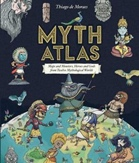 Thiago de Moraes
MYTH
ATLAS
Maps and Monsters, Heroes and Gods
from Twelve Mythological Worlds